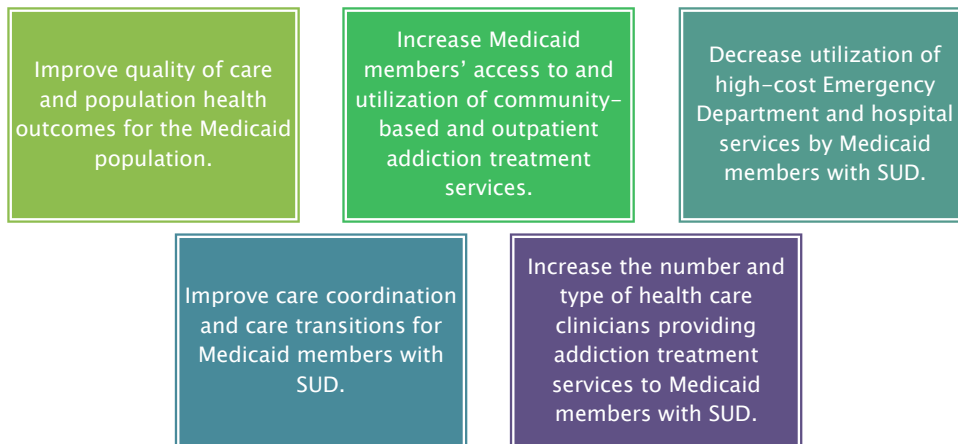 Improve quality of care
and population health
outcomes for the Medicaid
population.
Increase Medicaid
members’ access to and
utilization of community-
based and outpatient
addiction treatment
services.
Decrease utilization of
high-cost Emergency
Department and hospital
services by Medicaid
members with SUD.
Improve care coordination
and care transitions for
Medicaid members with
SUD.
Increase the number and
type of health care
clinicians providing
addiction treatment
services to Medicaid
members with SUD.